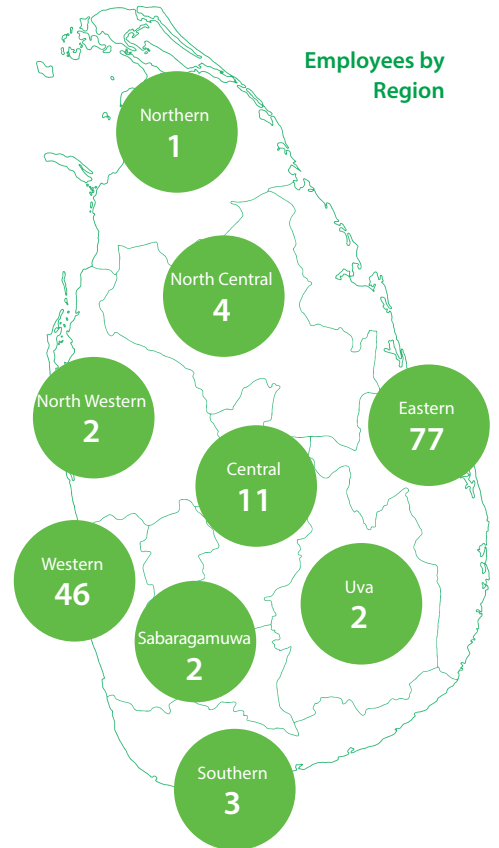 Employees by
Region
Northern
1
North Central
4
North Western
2
Eastern
77
Central
11
Western
46
Uva
2
Sabaragamuwa
2
Southern
3